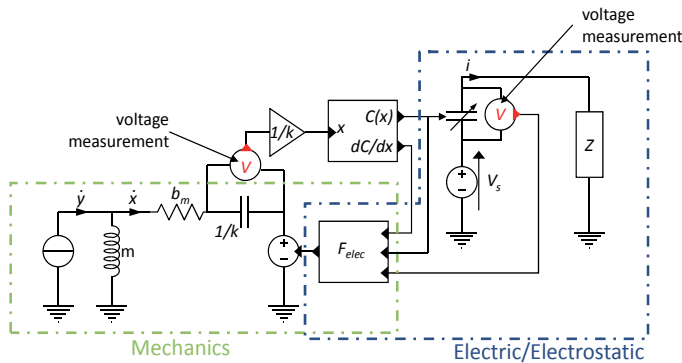 voltage
measurement
i
voltage
measurement
C(x)
1/k
x
V
dC/dx
Z
V
ẏ
ẋ
b_m
+
−
V_s
1/k
m
+
−
F_elec
Mechanics
Electric/Electrostatic